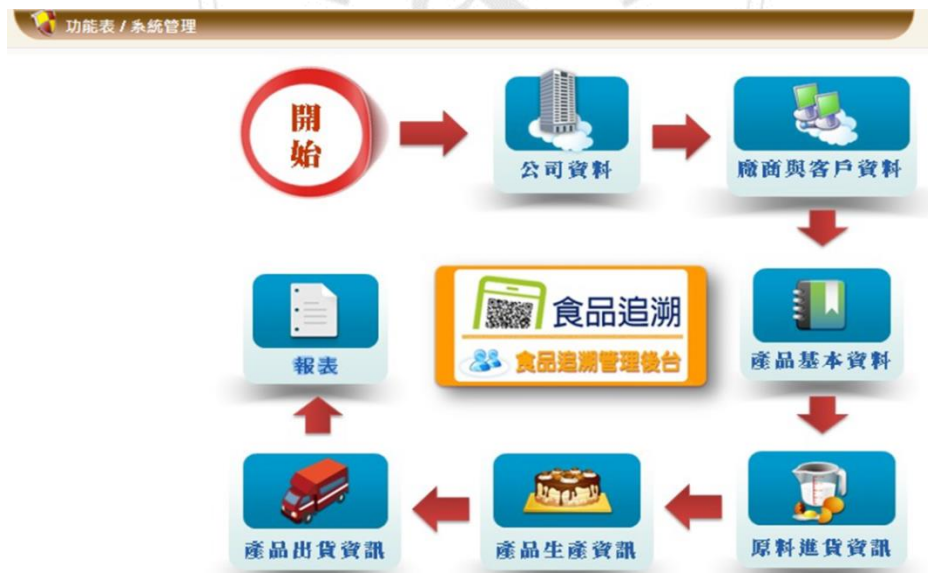 功能表 / 系統管理
開始
公司資料
廠商與客戶資料
食品追溯
食品追溯管理後台
產品基本資料
報表
產品出貨資訊
產品生產資訊
原料進貨資訊